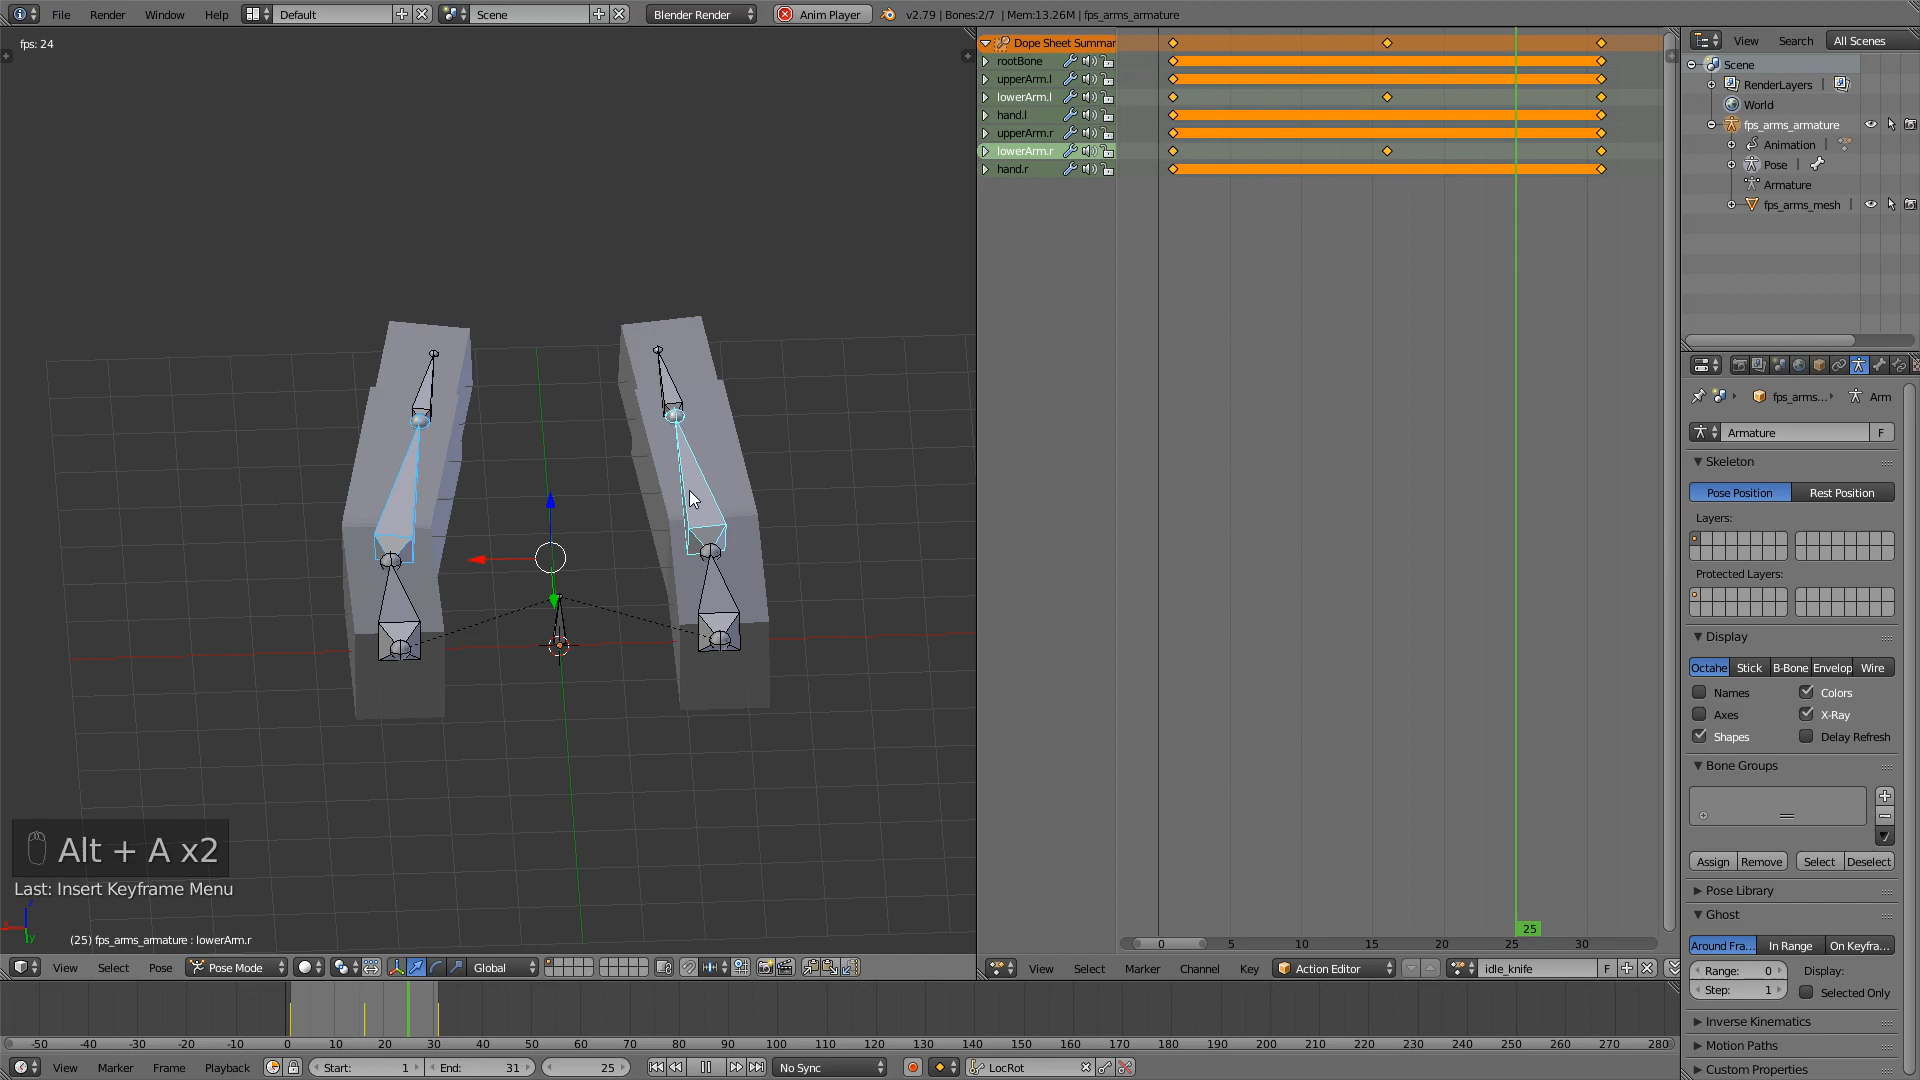 File Render Window Help Default Scene Blender Render Anim Player v2.79 | Bones:2/7 | Mem:13.26M | fps_arms_armature
fps: 24
Dope Sheet Summar
rootBone
upperArm.l
lowerArm.l
hand.l
upperArm.r
lowerArm.r
hand.r
View Search All Scenes
Scene
RenderLayers |
World
fps_arms_armature
Animation
Pose |
Armature
fps_arms_mesh |
fps_arms... Arm
Armature F
Skeleton
Pose Position Rest Position
Layers:
Protected Layers:
Display
Octahe Stick B-Bone Envelop Wire
Names Colors
Axes X-Ray
Shapes Delay Refresh
Bone Groups
Assign Remove Select Deselect
Pose Library
Ghost
Around Fra... In Range On Keyfra...
Range: 0 Display:
Step: 1 Selected Only
Inverse Kinematics
Motion Paths
Custom Properties
Alt + A x2
Last: Insert Keyframe Menu
z
y
(25) fps_arms_armature : lowerArm.r
25
0 5 10 15 20 25 30
View Select Pose Pose Mode Global
View Select Marker Channel Key Action Editor idle_knife F
-50 -40 -30 -20 -10 0 10 20 30 40 50 60 70 80 90 100 110 120 130 140 150 160 170 180 190 200 210 220 230 240 250 260 270 280
View Marker Frame Playback Start: 1 End: 31 25 No Sync LocRot